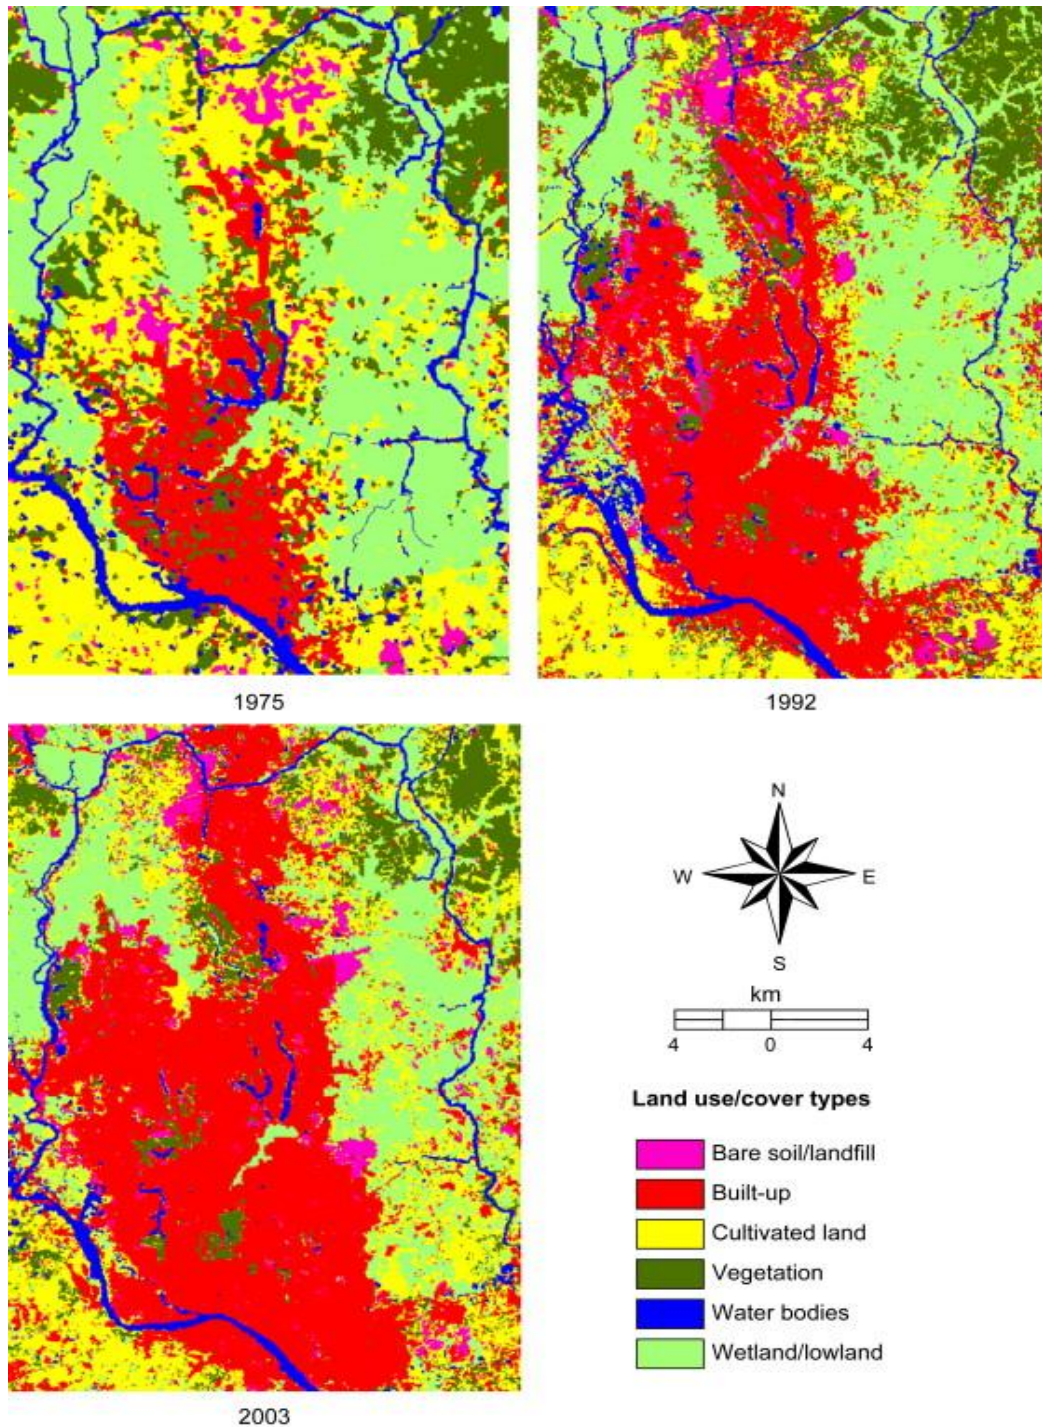 1975
1992
2003
N
W
E
S
km
4
0
4
Land use/cover types
Bare soil/landfill
Built-up
Cultivated land
Vegetation
Water bodies
Wetland/lowland